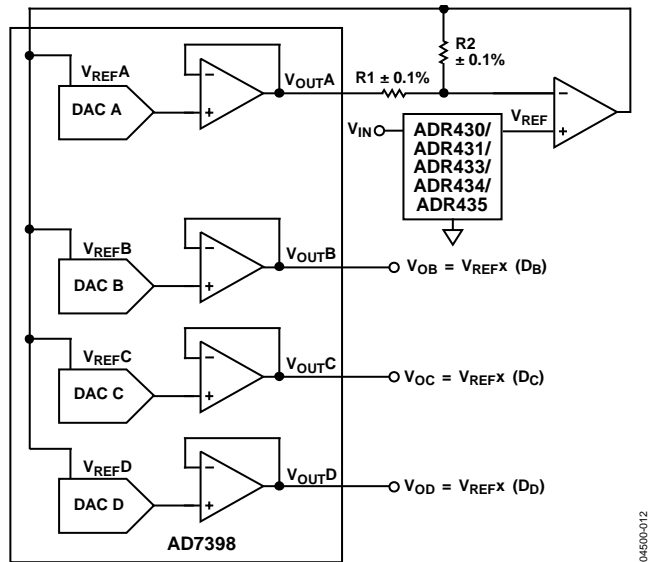 R2
± 0.1%
R1 ± 0.1%
VREFA
VOUTA
DAC A
−
+
−
+
VREF
VIN
ADR430/
ADR431/
ADR433/
ADR434/
ADR435
VREFB
VOUTB
DAC B
−
+
VOB = VREFx (DB)
VREFC
VOUTC
DAC C
−
+
VOC = VREFx (DC)
VREFD
VOUTD
DAC D
−
+
VOD = VREFx (DD)
AD7398
04500-012